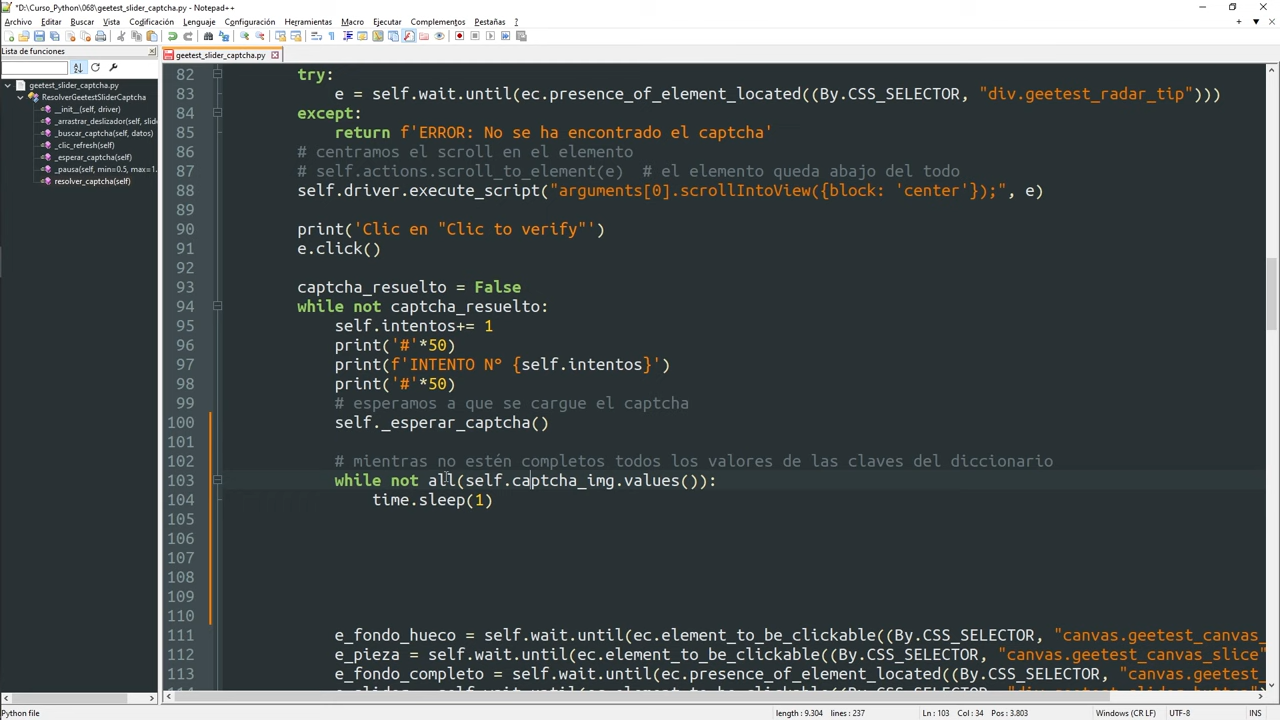 *D:\Curso_Python\068\geetest_slider_captcha.py - Notepad++
Archivo Editar Buscar Vista Codificación Lenguaje Configuración Herramientas Macro Ejecutar Complementos Pestañas ?
Lista de funciones
geetest_slider_captcha.py
geetest_slider_captcha.py
ResolverGeetestSliderCaptcha
__init__(self, driver)
_arrastrar_deslizador(self, slide
_buscar_captcha(self, datos)
_clic_refresh(self)
_esperar_captcha(self)
_pausa(self, min=0.5, max=1.
resolver_captcha(self)
82 try:
83 e = self.wait.until(ec.presence_of_element_located((By.CSS_SELECTOR, "div.geetest_radar_tip")))
84 except:
85 return f'ERROR: No se ha encontrado el captcha'
86 # centramos el scroll en el elemento
87 # self.actions.scroll_to_element(e)  # el elemento queda abajo del todo
88 self.driver.execute_script("arguments[0].scrollIntoView({block: 'center'});", e)
89
90 print('Clic en "Clic to verify"')
91 e.click()
92
93 captcha_resuelto = False
94 while not captcha_resuelto:
95 self.intentos+= 1
96 print('#'*50)
97 print(f'INTENTO Nº {self.intentos}')
98 print('#'*50)
99 # esperamos a que se cargue el captcha
100 self._esperar_captcha()
101
102 # mientras no estén completos todos los valores de las claves del diccionario
103 while not all(self.captcha_img.values()):
104 time.sleep(1)
105
106
107
108
109
110
111 e_fondo_hueco = self.wait.until(ec.element_to_be_clickable((By.CSS_SELECTOR, "canvas.geetest_canvas_
112 e_pieza = self.wait.until(ec.element_to_be_clickable((By.CSS_SELECTOR, "canvas.geetest_canvas_slice"
113 e_fondo_completo = self.wait.until(ec.presence_of_element_located((By.CSS_SELECTOR, "canvas.geetest_
Python file length : 9.304 lines : 237 Ln : 103 Col : 34 Pos : 3.803 Windows (CR LF) UTF-8 INS